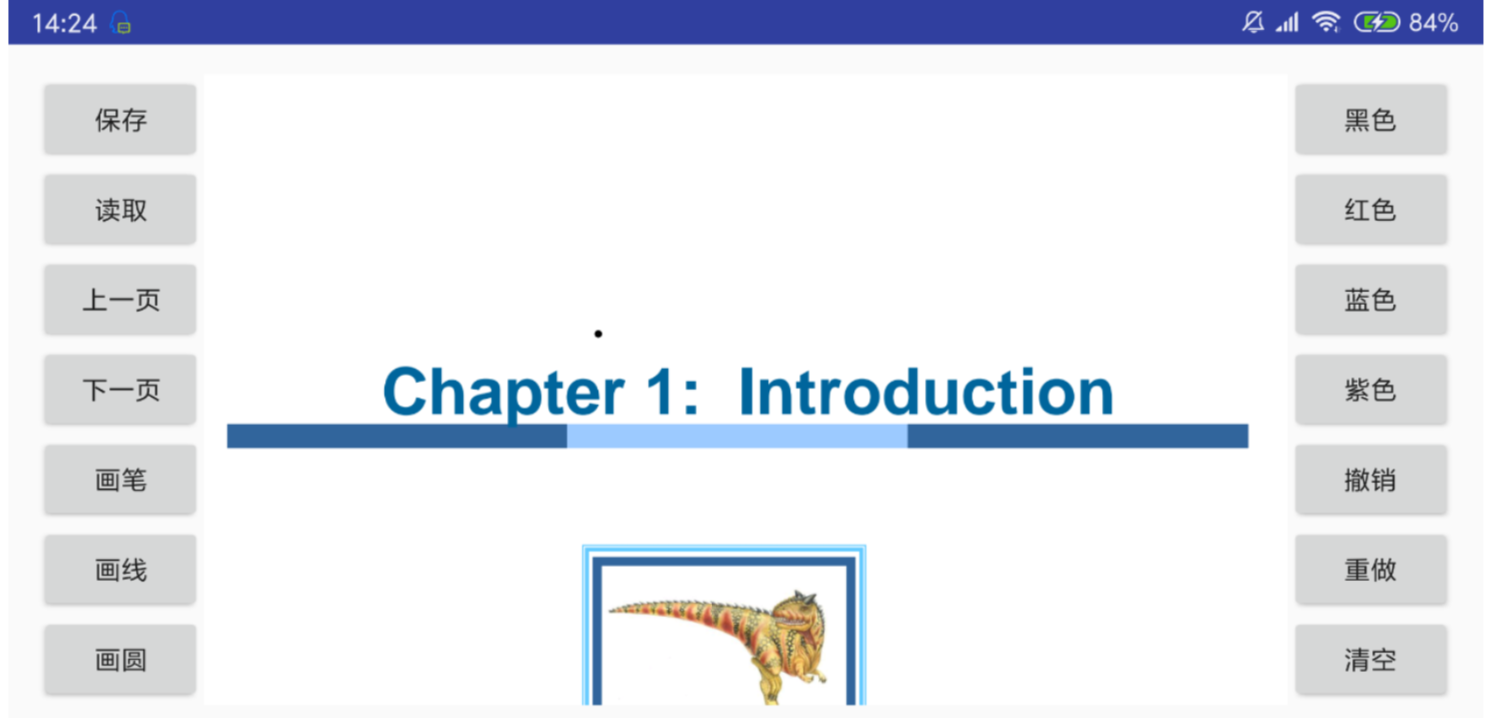 14:24
84%
保存
读取
上一页
下一页
画笔
画线
画圆
Chapter 1: Introduction
黑色
红色
蓝色
紫色
撤销
重做
清空